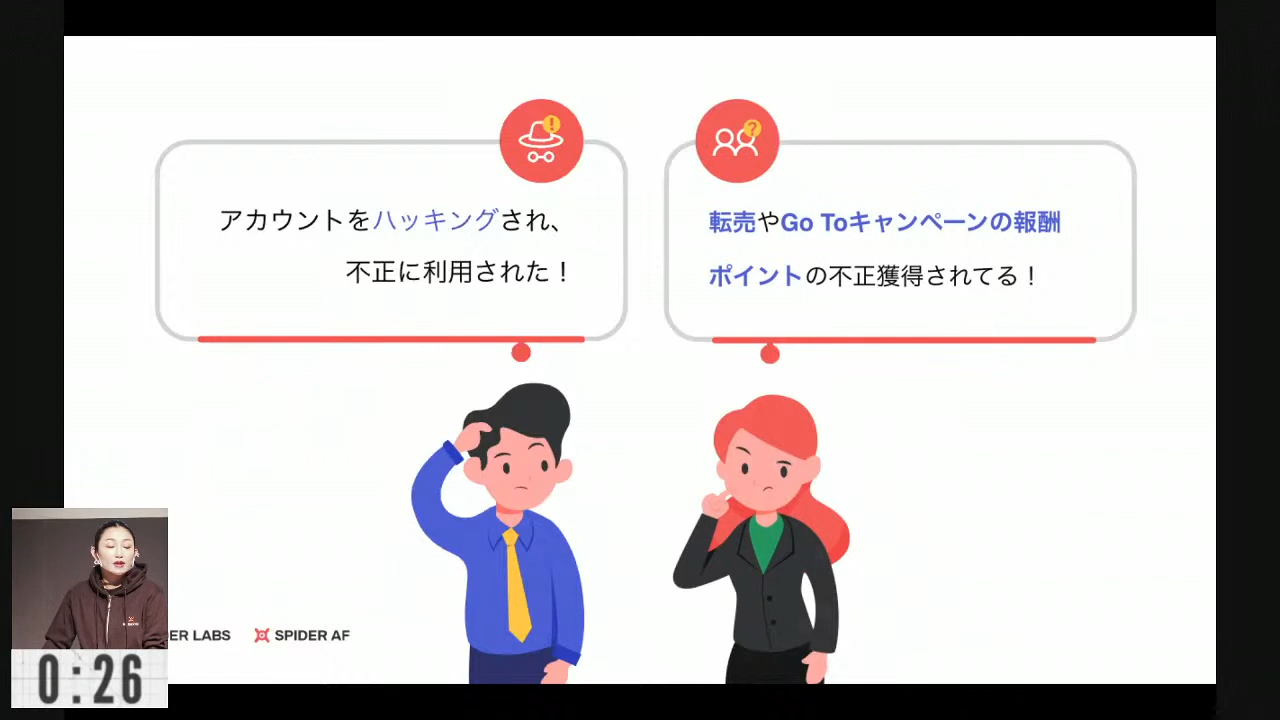 アカウントをハッキングされ、
不正に利用された！
転売やGo Toキャンペーンの報酬
ポイントの不正獲得されてる！
DER LABS
SPIDER AF
0:26